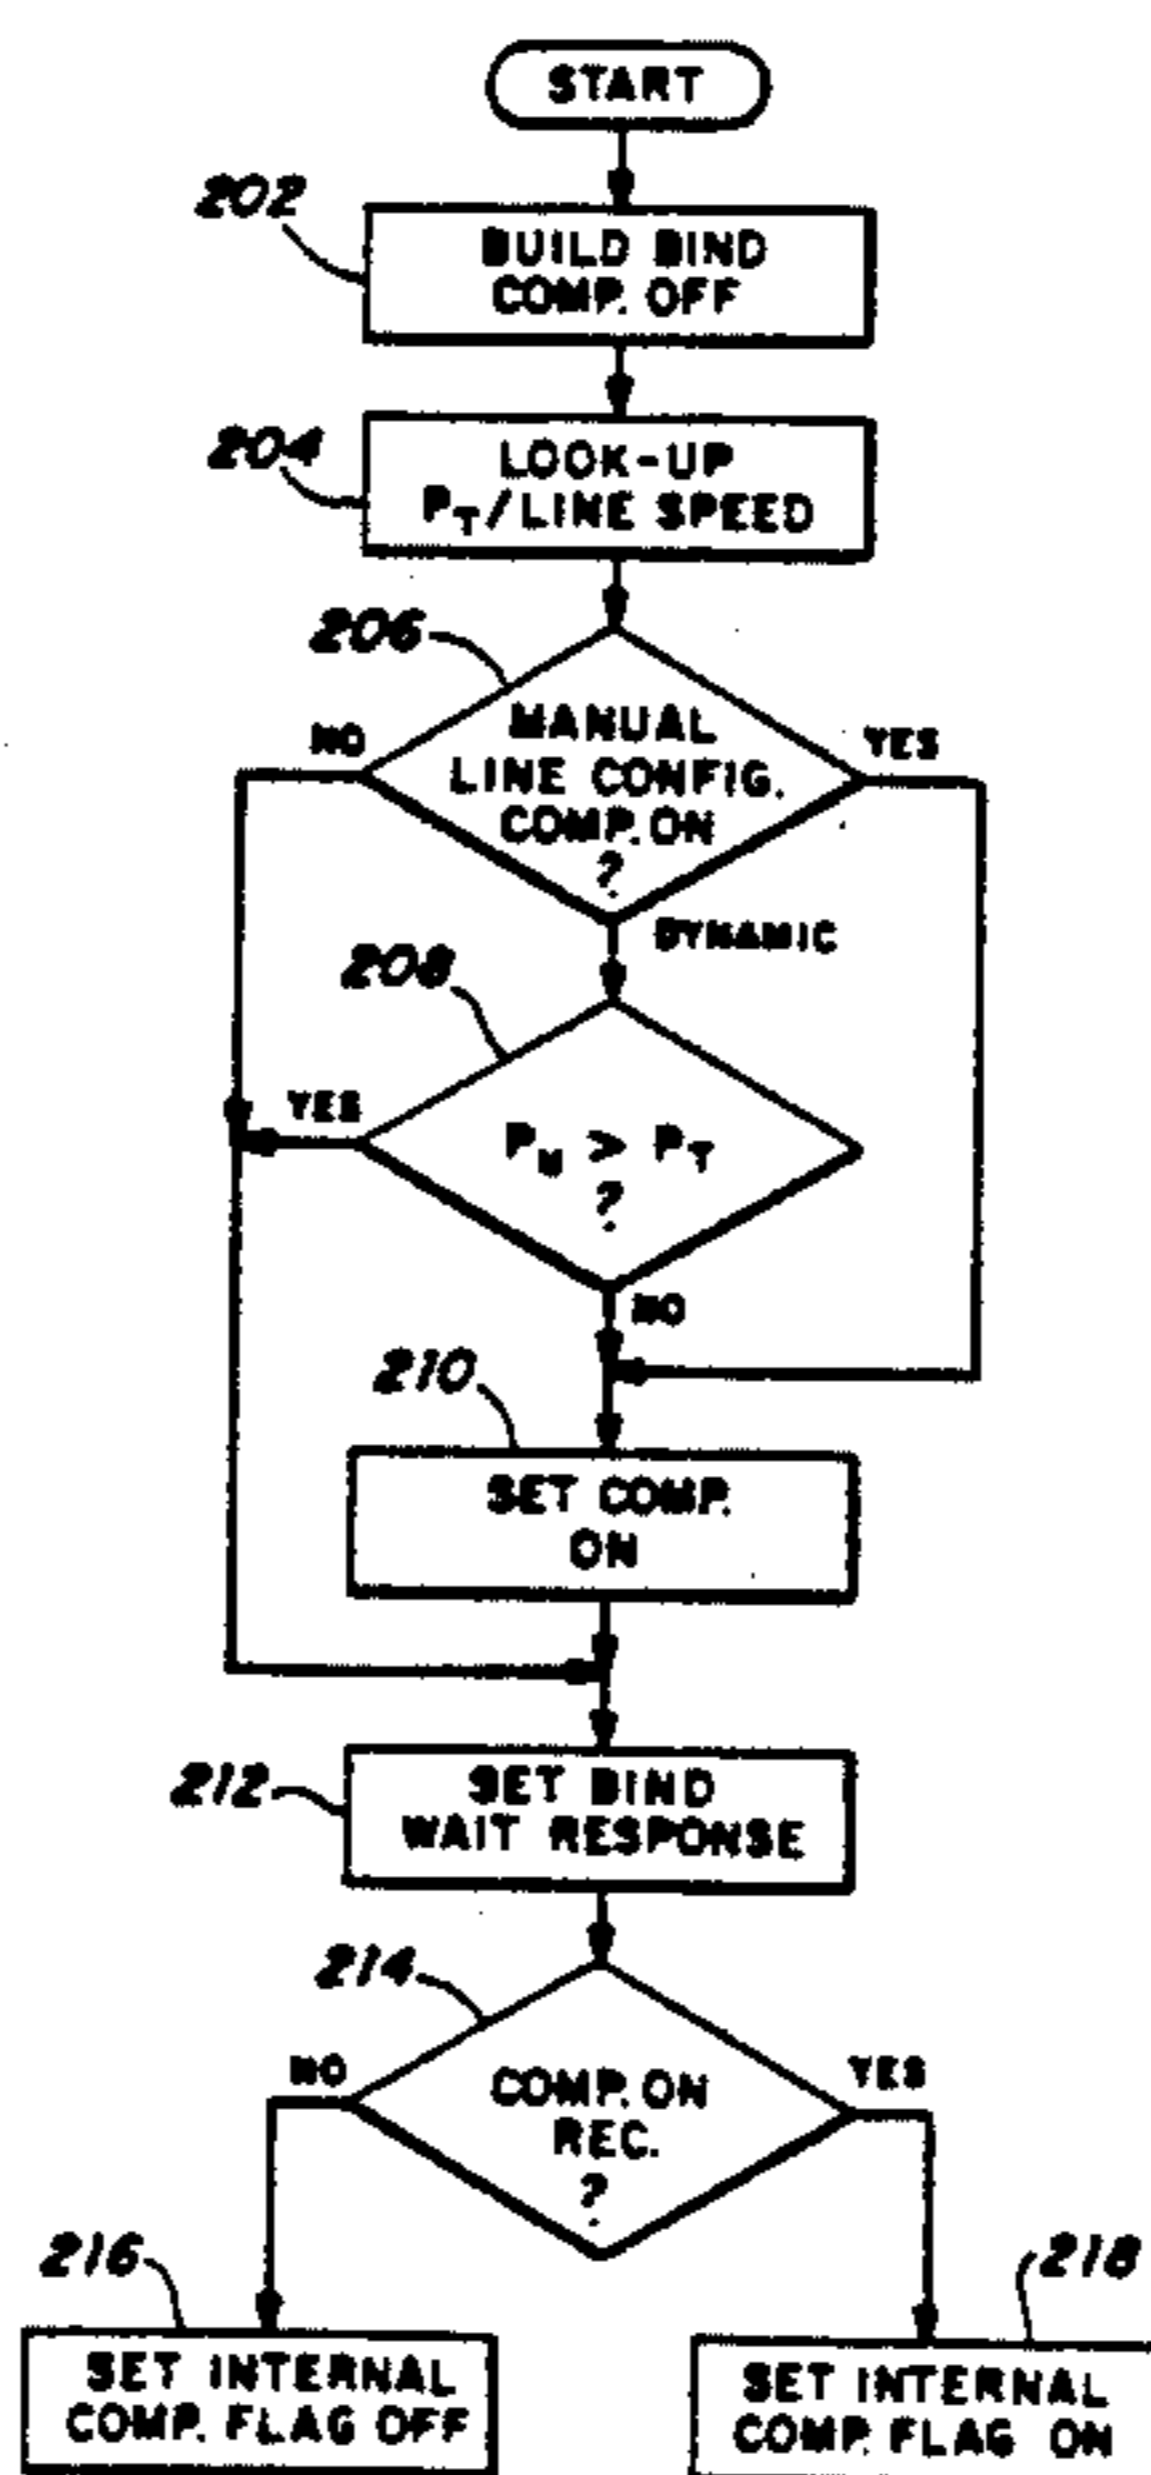 START
202
BUILD BIND
COMP. OFF
204
LOOK-UP
PT/LINE SPEED
206
NO
MANUAL
LINE CONFIG.
COMP. ON
?
YES
DYNAMIC
208
YES
PM > PT
?
NO
210
SET COMP.
ON
212
SET BIND
WAIT RESPONSE
214
NO
COMP. ON
REC.
?
YES
216
SET INTERNAL
COMP. FLAG OFF
218
SET INTERNAL
COMP. FLAG ON